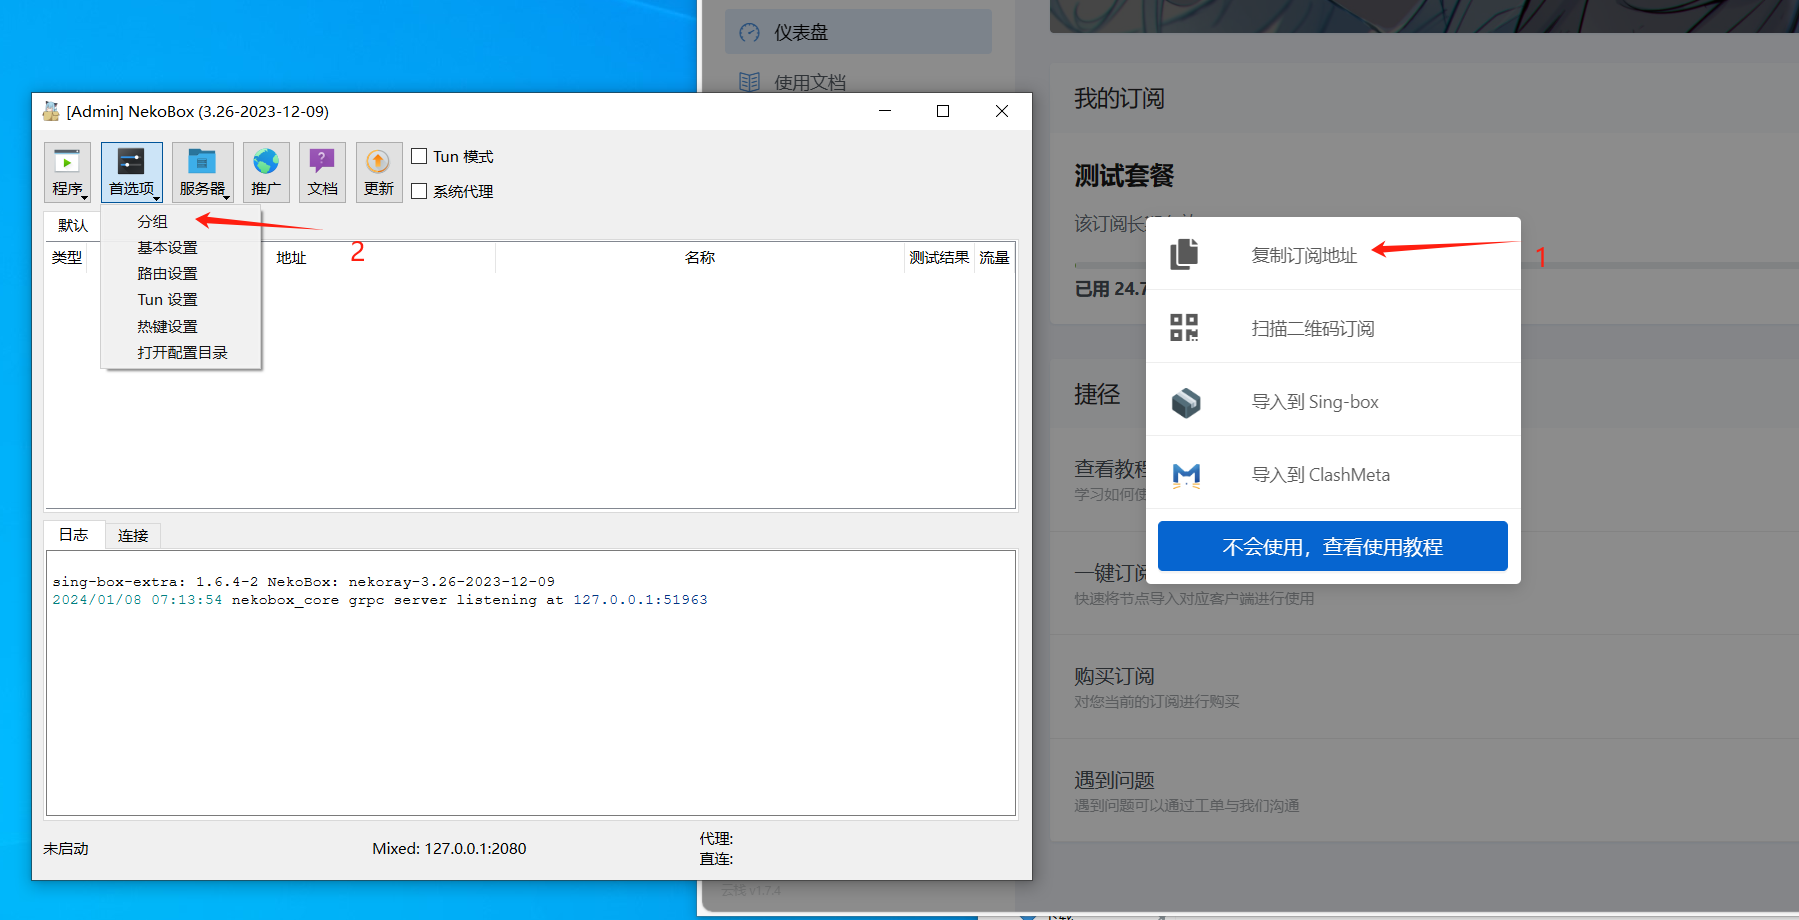 [Admin] NekoBox (3.26-2023-12-09)
程序
首选项
服务器
推广
文档
更新
Tun 模式
系统代理
默认
分组
基本设置
路由设置
Tun 设置
热键设置
打开配置目录
2
类型
地址
名称
测试结果
流量
日志
连接
sing-box-extra: 1.6.4-2 NekoBox: nekoray-3.26-2023-12-09
2024/01/08 07:13:54 nekobox_core grpc server listening at 127.0.0.1:51963
未启动
Mixed: 127.0.0.1:2080
代理:
直连:
仪表盘
使用文档
云栈 v1.7.4
我的订阅
测试套餐
该订阅长
已用 24.7
复制订阅地址
1
扫描二维码订阅
导入到 Sing-box
导入到 ClashMeta
不会使用，查看使用教程
捷径
查看教程
学习如何使
一键订阅
快速将节点导入对应客户端进行使用
购买订阅
对您当前的订阅进行购买
遇到问题
遇到问题可以通过工单与我们沟通